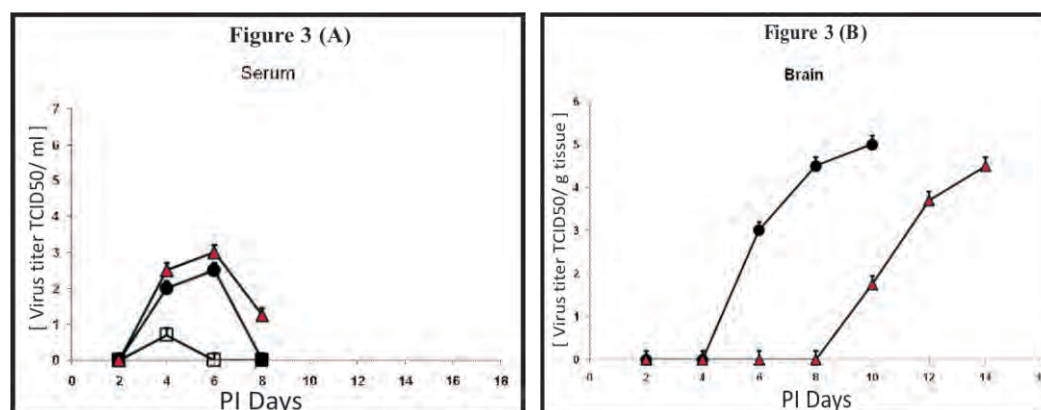 Figure 3 (A)
Serum
[ Virus titer TCID50/ ml ]
7
6
5
4
3
2
1
0
0 2 4 6 8 10 12 14 16 18
PI Days
Figure 3 (B)
Brain
[ Virus titer TCID50/ g tissue ]
6
5
4
3
2
1
0
0 2 4 6 8 10 12 14 16
PI Days